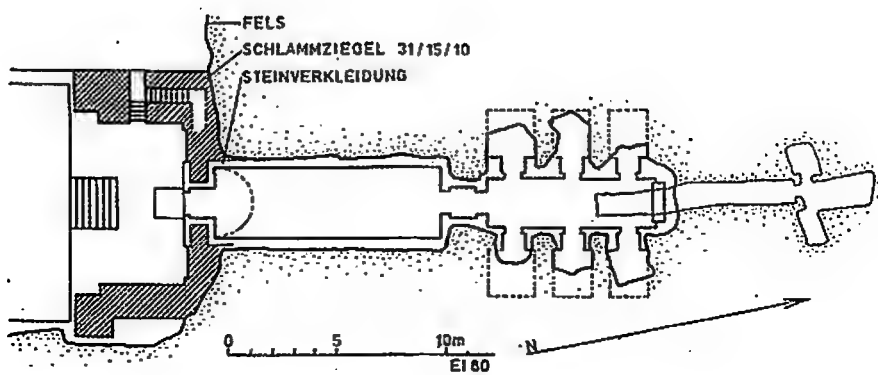 FELS
SCHLAMMZIEGEL 31/15/10
STEINVERKLEIDUNG
0 5 10m
EI 60
N